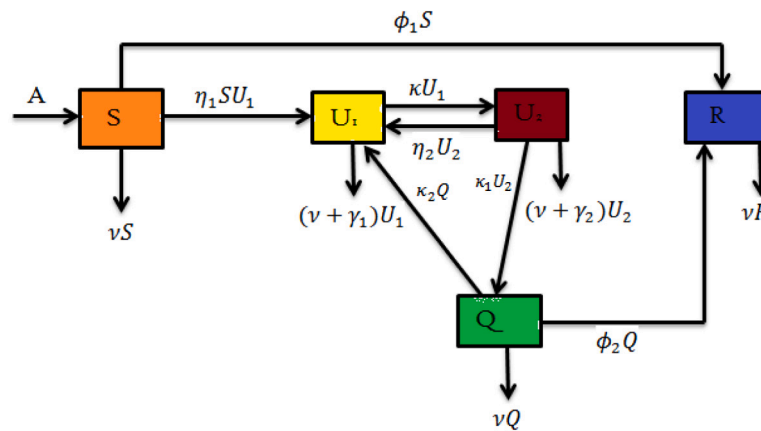 ϕ₁S
A
S
η₁SU₁
U₁
κU₁
η₂U₂
U₂
R
νS
(ν + γ₁)U₁
κ₂Q
κ₁U₂
(ν + γ₂)U₂
Q
ϕ₂Q
νQ